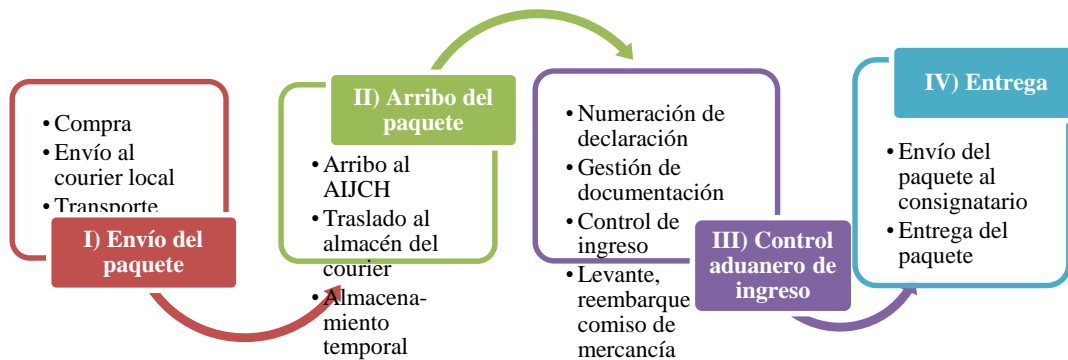 • Compra
• Envío al
courier local
• Transporte
I) Envío del
paquete
II) Arribo del
paquete
• Arribo al
AIJCH
• Traslado al
almacén del
courier
• Almacena-
miento
temporal
• Numeración de
declaración
• Gestión de
documentación
• Control de
ingreso
• Levante,
reembarque
comiso de
mercancía
III) Control
aduanero de
ingreso
IV) Entrega
• Envío del
paquete al
consignatario
• Entrega del
paquete